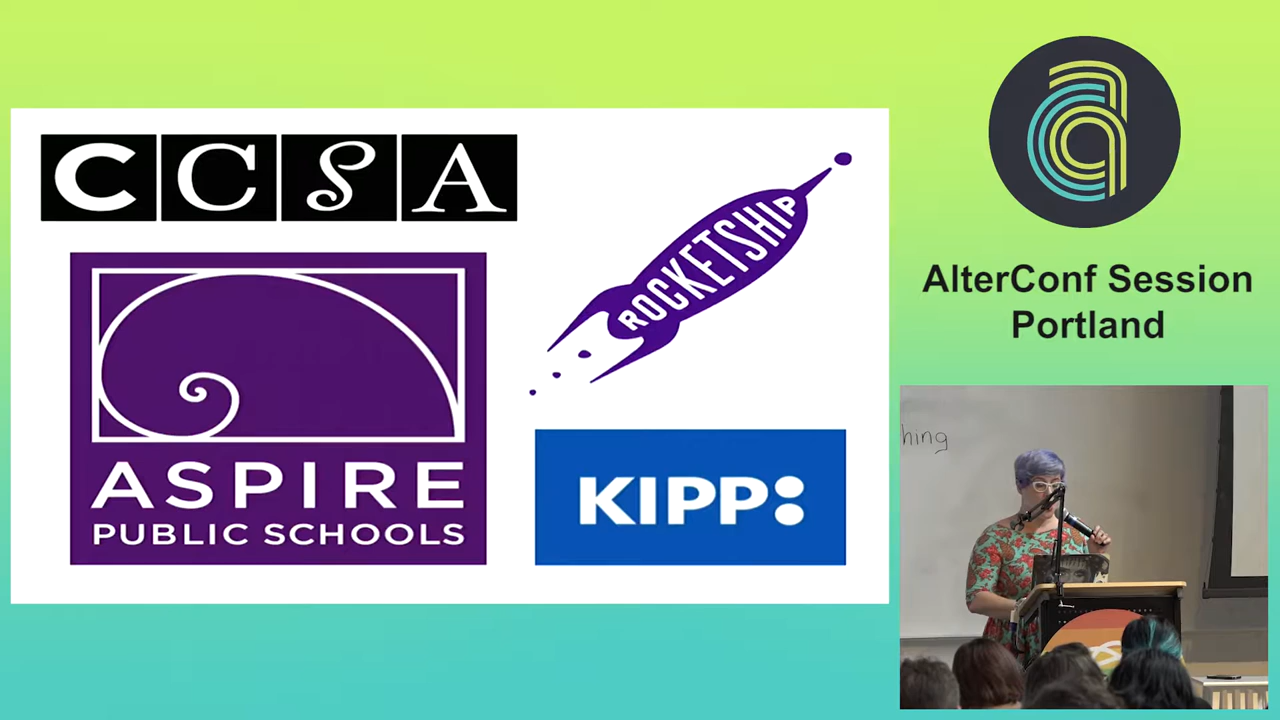 CCSA
ROCKETSHIP
ASPIRE
PUBLIC SCHOOLS
KIPP:
AlterConf Session
Portland
hing